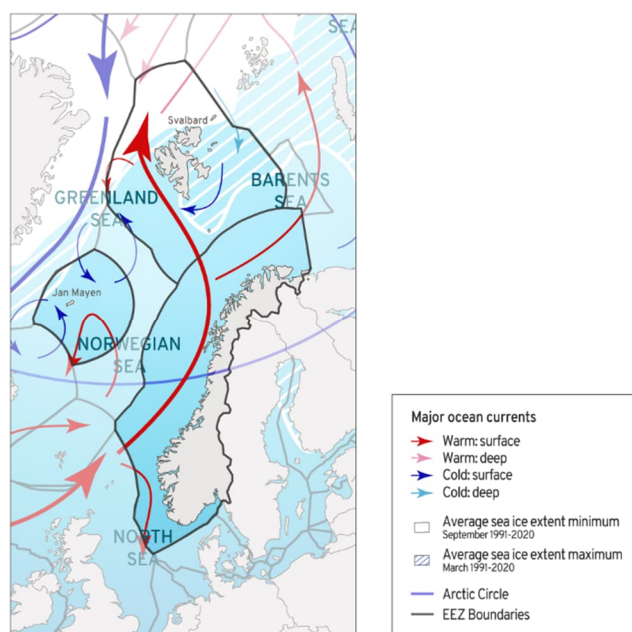 SEA
Svalbard
BARENTS
SEA
GREENLAND
SEA
Jan Mayen
NORWEGIAN
SEA
NORTH
SEA
Major ocean currents
Warm: surface
Warm: deep
Cold: surface
Cold: deep
Average sea ice extent minimum
September 1991-2020
Average sea ice extent maximum
March 1991-2020
Arctic Circle
EEZ Boundaries